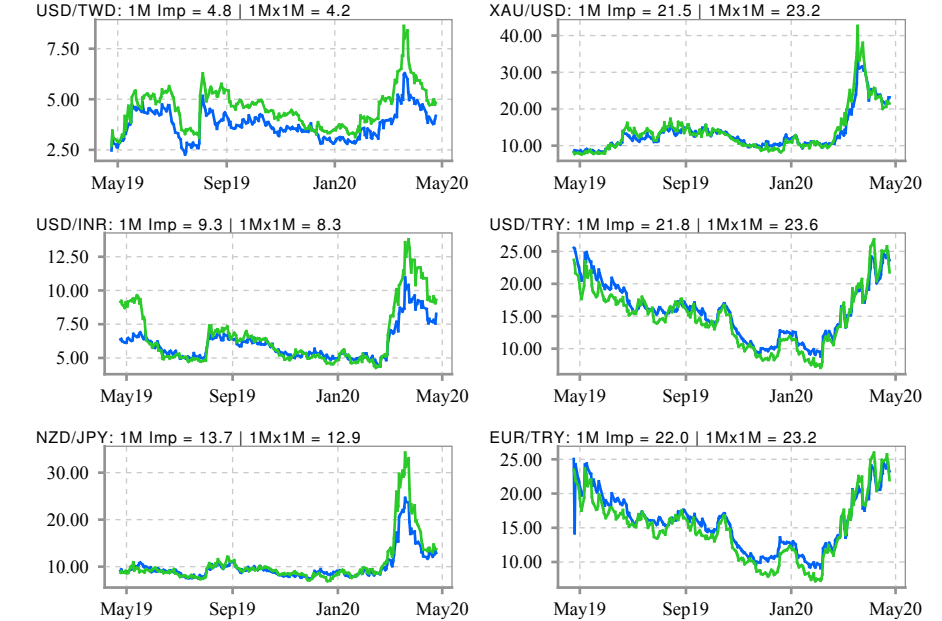 USD/TWD: 1M Imp = 4.8 | 1Mx1M = 4.2
7.50
5.00
2.50
May19 Sep19 Jan20 May20
XAU/USD: 1M Imp = 21.5 | 1Mx1M = 23.2
40.00
30.00
20.00
10.00
May19 Sep19 Jan20 May20
USD/INR: 1M Imp = 9.3 | 1Mx1M = 8.3
12.50
10.00
7.50
5.00
May19 Sep19 Jan20 May20
USD/TRY: 1M Imp = 21.8 | 1Mx1M = 23.6
25.00
20.00
15.00
10.00
May19 Sep19 Jan20 May20
NZD/JPY: 1M Imp = 13.7 | 1Mx1M = 12.9
30.00
20.00
10.00
May19 Sep19 Jan20 May20
EUR/TRY: 1M Imp = 22.0 | 1Mx1M = 23.2
25.00
20.00
15.00
10.00
May19 Sep19 Jan20 May20